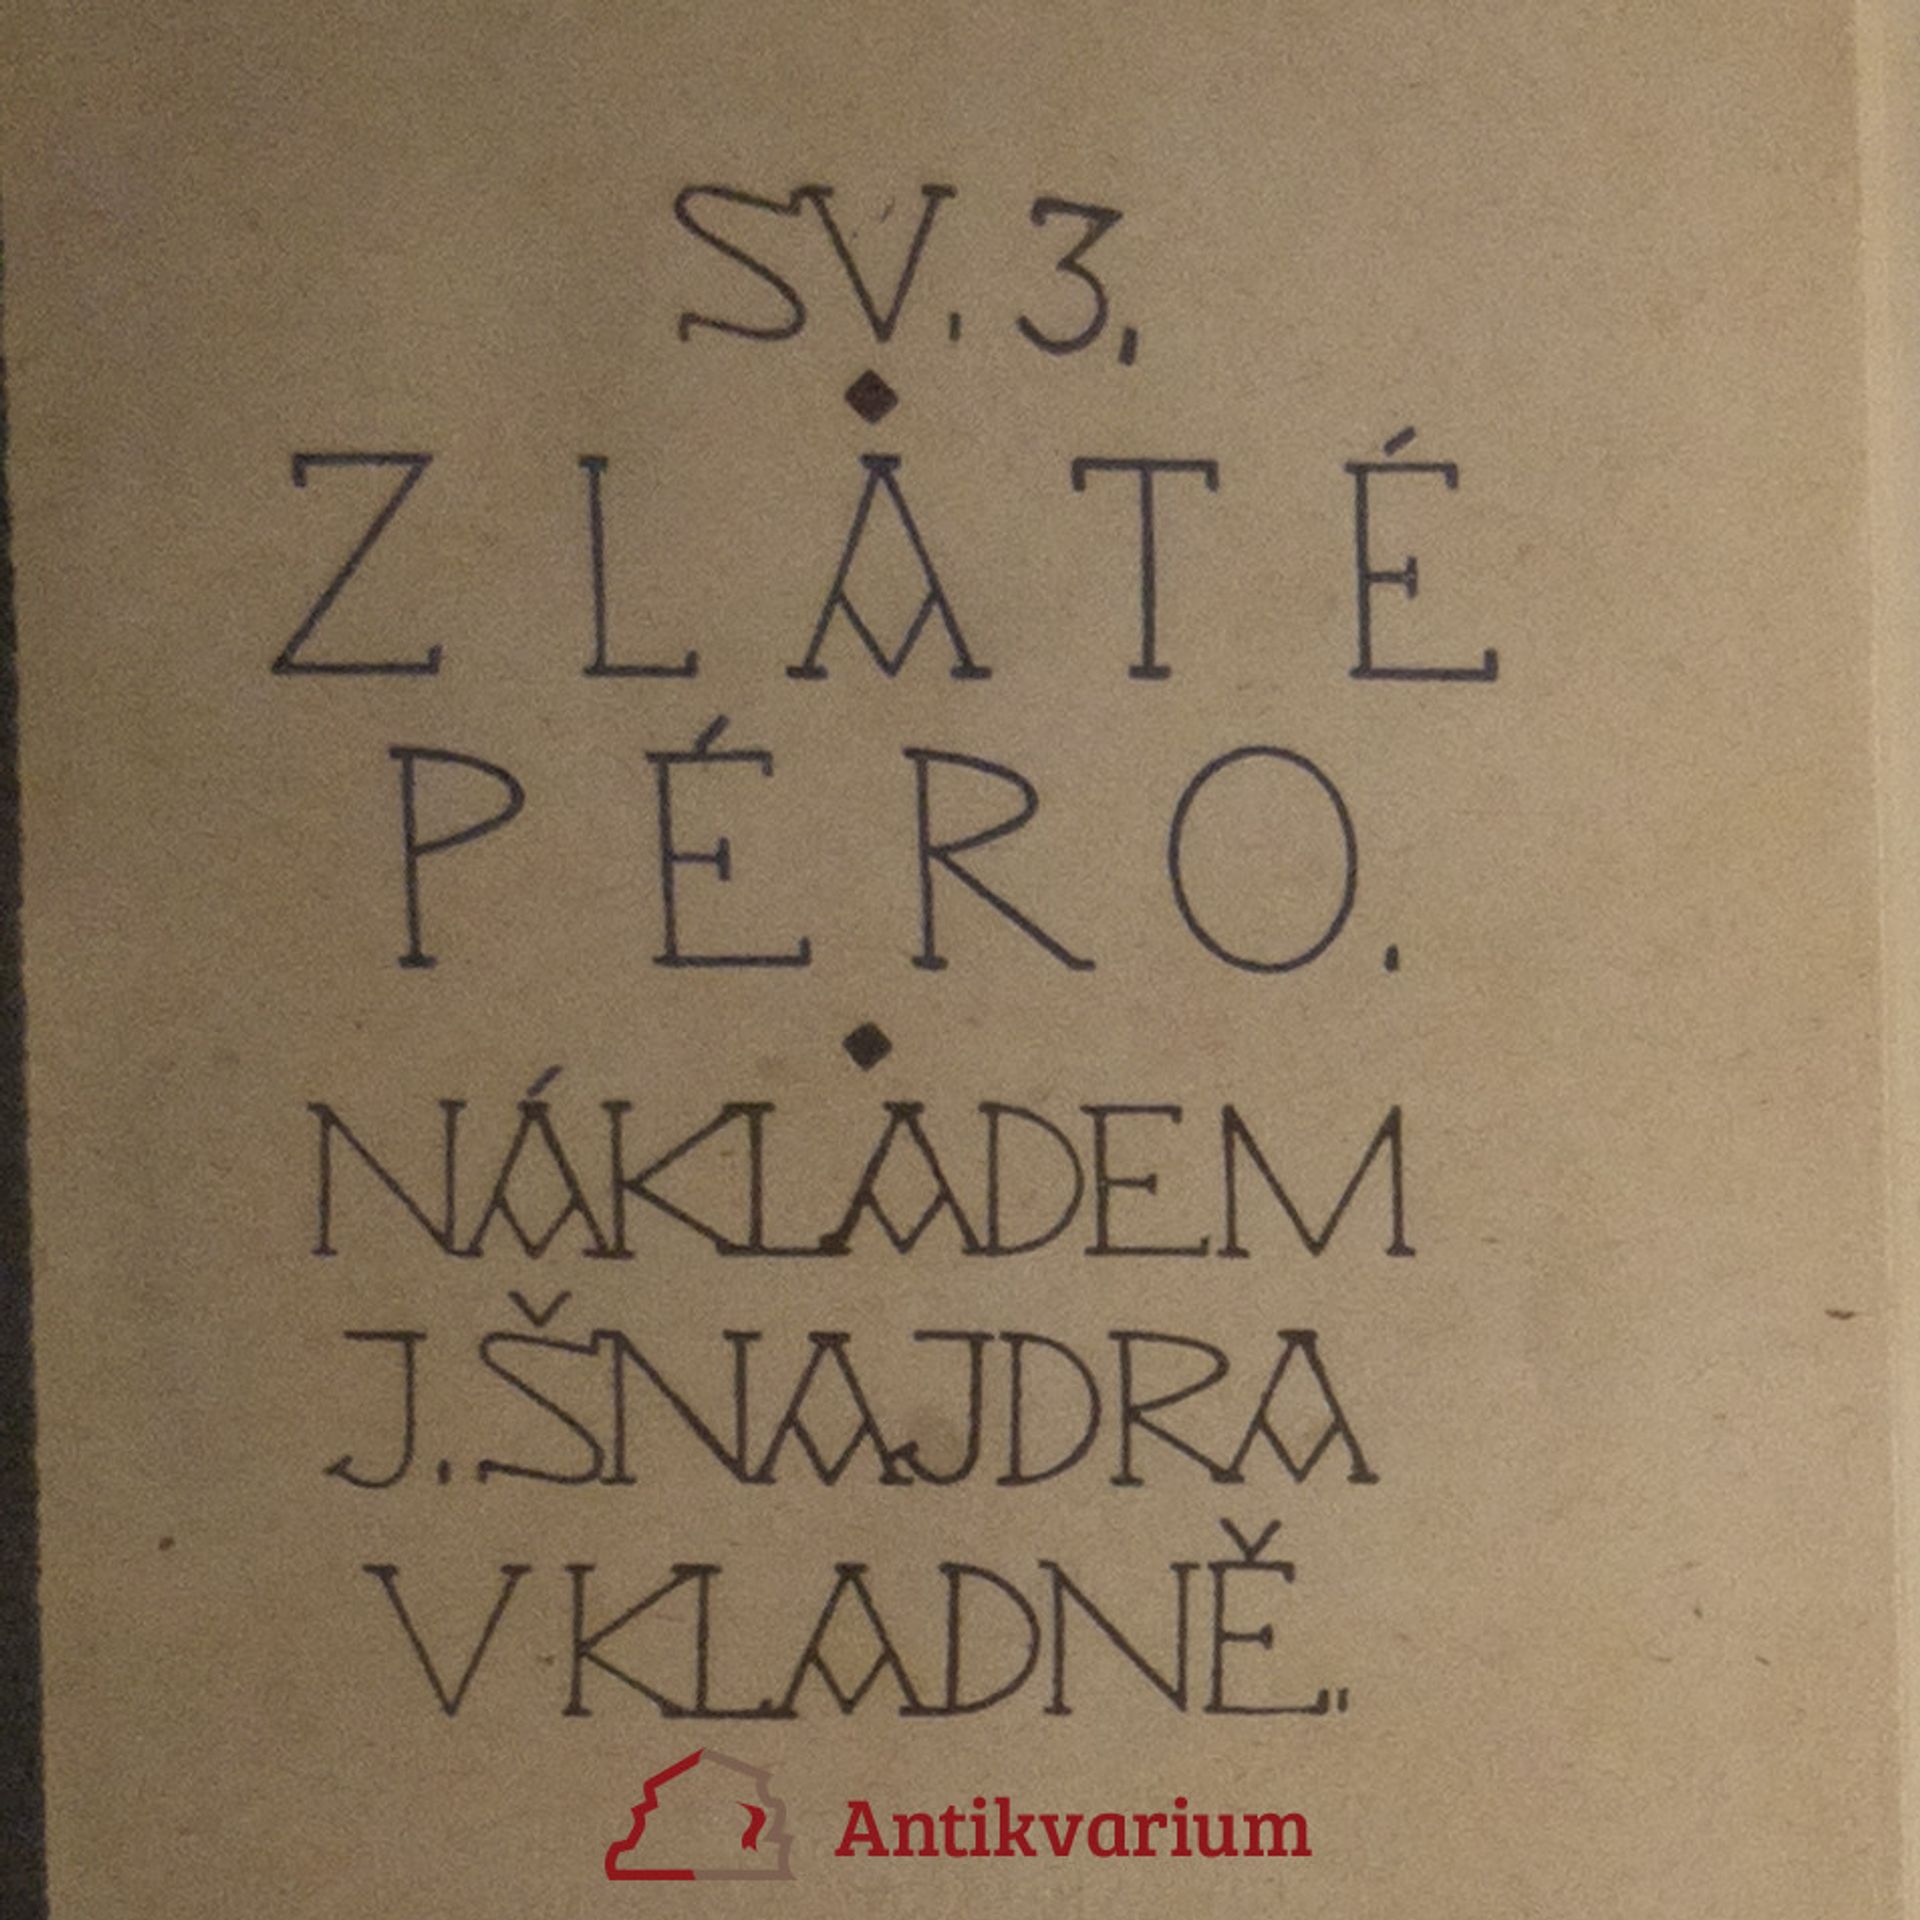 SV. 3.
ZLATÉ
PÉRO.
NÁKLADEM
J. ŠNAJDRA
V KLADNĚ.
Antikvarium